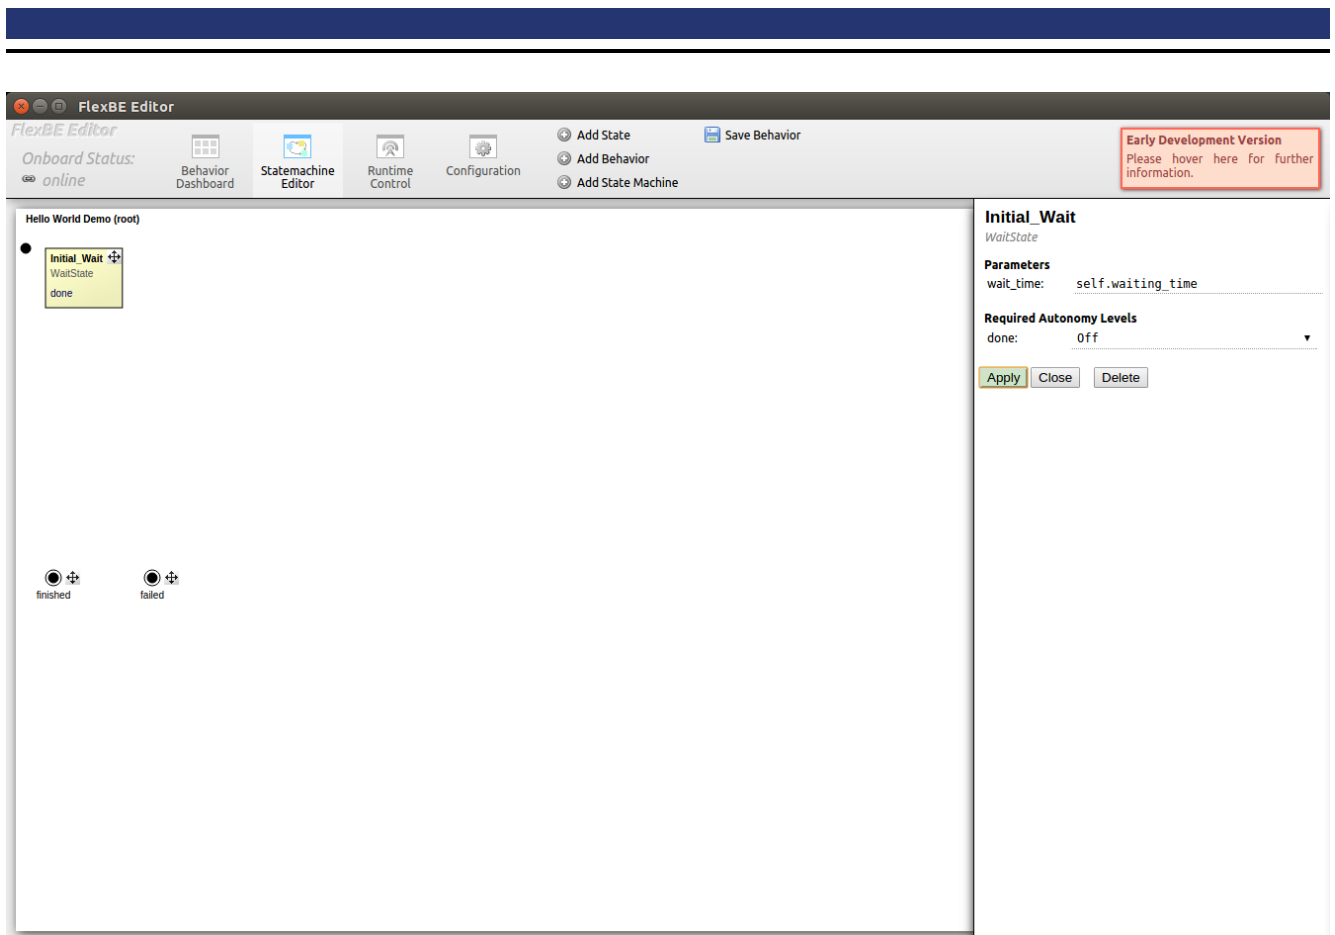 FlexBE Editor
FlexBE Editor
Onboard Status:
online
Behavior
Dashboard
Statemachine
Editor
Runtime
Control
Configuration
Add State
Add Behavior
Add State Machine
Save Behavior
Early Development Version
Please hover here for further
information.
Hello World Demo (root)
Initial_Wait
WaitState
done
finished
failed
Initial_Wait
WaitState
Parameters
wait_time: self.waiting_time
Required Autonomy Levels
done: Off
Apply Close Delete